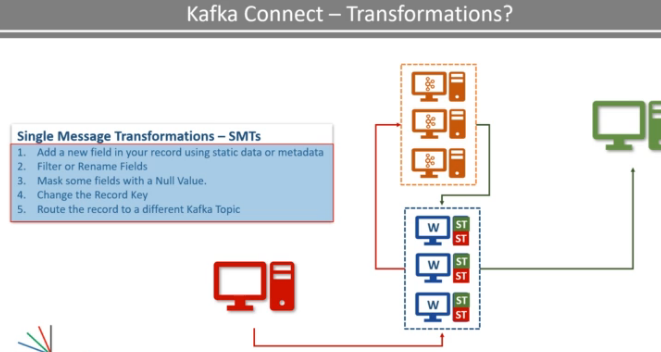 Kafka Connect – Transformations?
Single Message Transformations – SMTs
1. Add a new field in your record using static data or metadata
2. Filter or Rename Fields
3. Mask some fields with a Null Value.
4. Change the Record Key
5. Route the record to a different Kafka Topic
W ST
ST
W ST
ST
W ST
ST